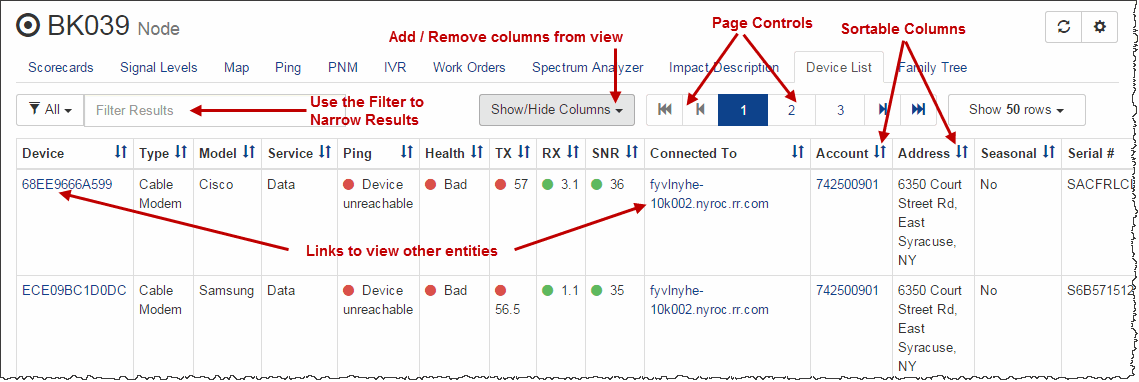 BK039 Node
Page Controls
Add / Remove columns from view
Sortable Columns
Scorecards Signal Levels Map Ping PNM IVR Work Orders Spectrum Analyzer Impact Description Device List Family Tree
All Filter Results
Use the Filter to
Narrow Results
Show/Hide Columns 1 2 3 Show 50 rows
Device Type Model Service Ping Health TX RX SNR Connected To Account Address Seasonal Serial #
68EE9666A599 Cable Cisco Data Device Bad 57 3.1 36 fyvlnyhe- 742500901 6350 Court No
Modem unreachable 10k002.nyroc.rr.com Street Rd,
East
Syracuse,
NY
Links to view other entities
ECE09BC1D0DC Cable Samsung Data Device Bad 1.1 35 fyvlnyhe- 742500901 6350 Court No S6B571512
Modem unreachable 56.5 10k002.nyroc.rr.com Street Rd,
East
Syracuse,
NY